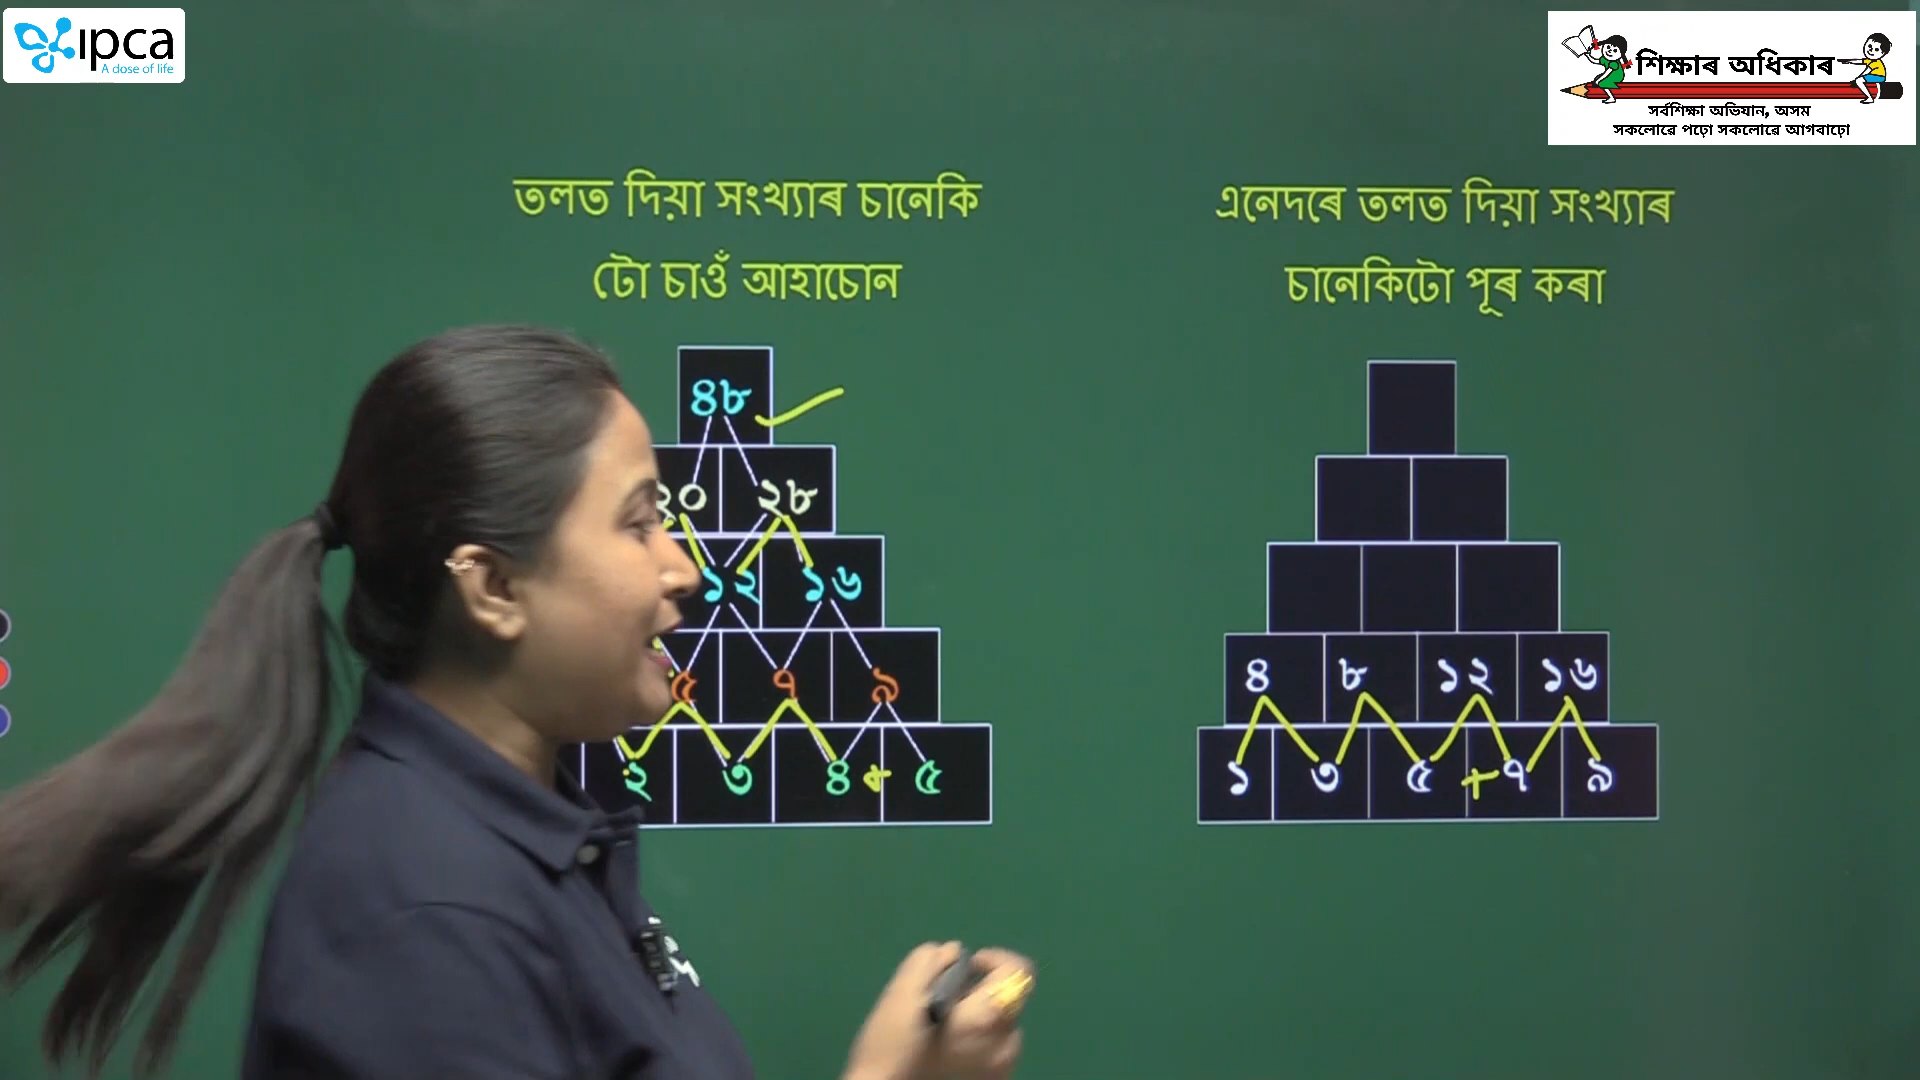 ipca
A dose of life
শিক্ষাৰ অধিকাৰ
সৰ্বশিক্ষা অভিযান, অসম
সকলোৱে পঢ়ো সকলোৱে আগবাঢ়ো
তলত দিয়া সংখ্যাৰ চানেকি
টো চাওঁ আহাচোন
৪৮
২০ ২৮
১২ ১৬
৫ ৭ ৯
২ ৩ ৪ + ৫
এনেদৰে তলত দিয়া সংখ্যাৰ
চানেকিটো পূৰ কৰা
৪ ৮ ১২ ১৬
১ ৩ ৫ + ৭ ৯